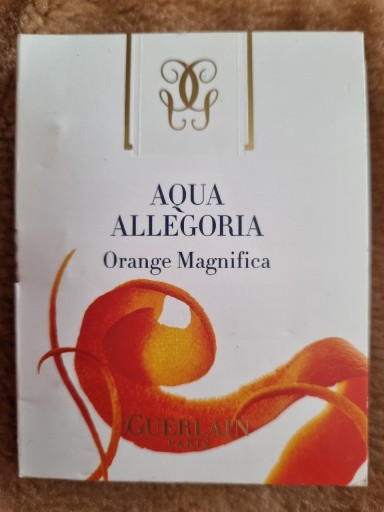 AQUA
ALLEGORIA
Orange Magnifica
GUERLAIN
PARIS